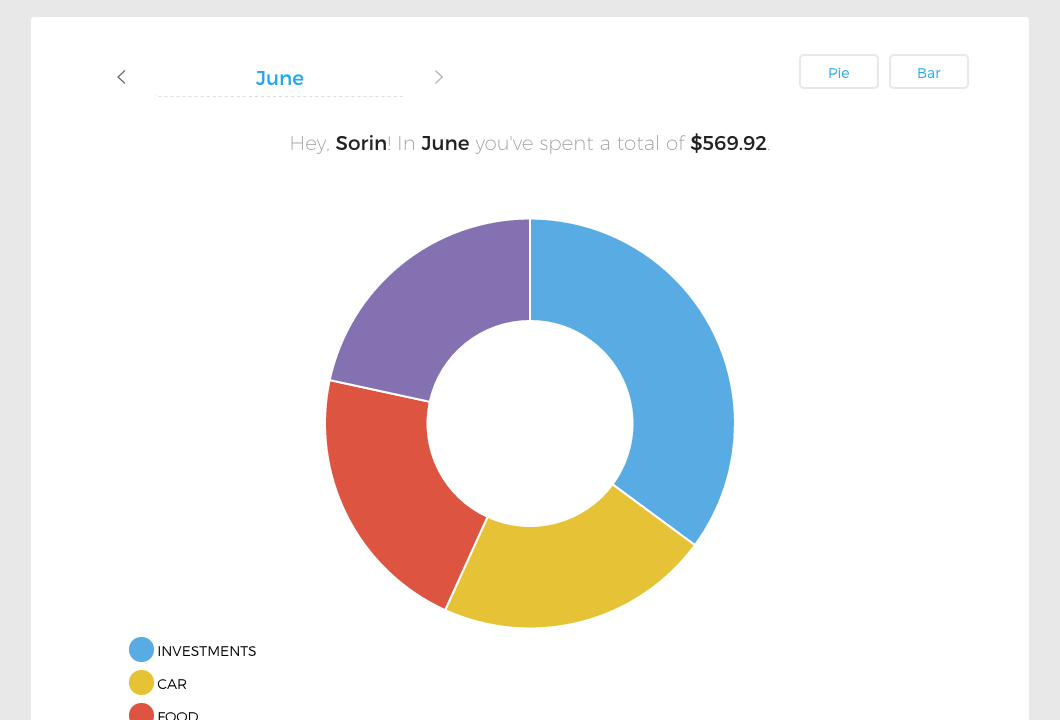 June
Pie
Bar
Hey, Sorin! In June you've spent a total of $569.92.
INVESTMENTS
CAR
FOOD